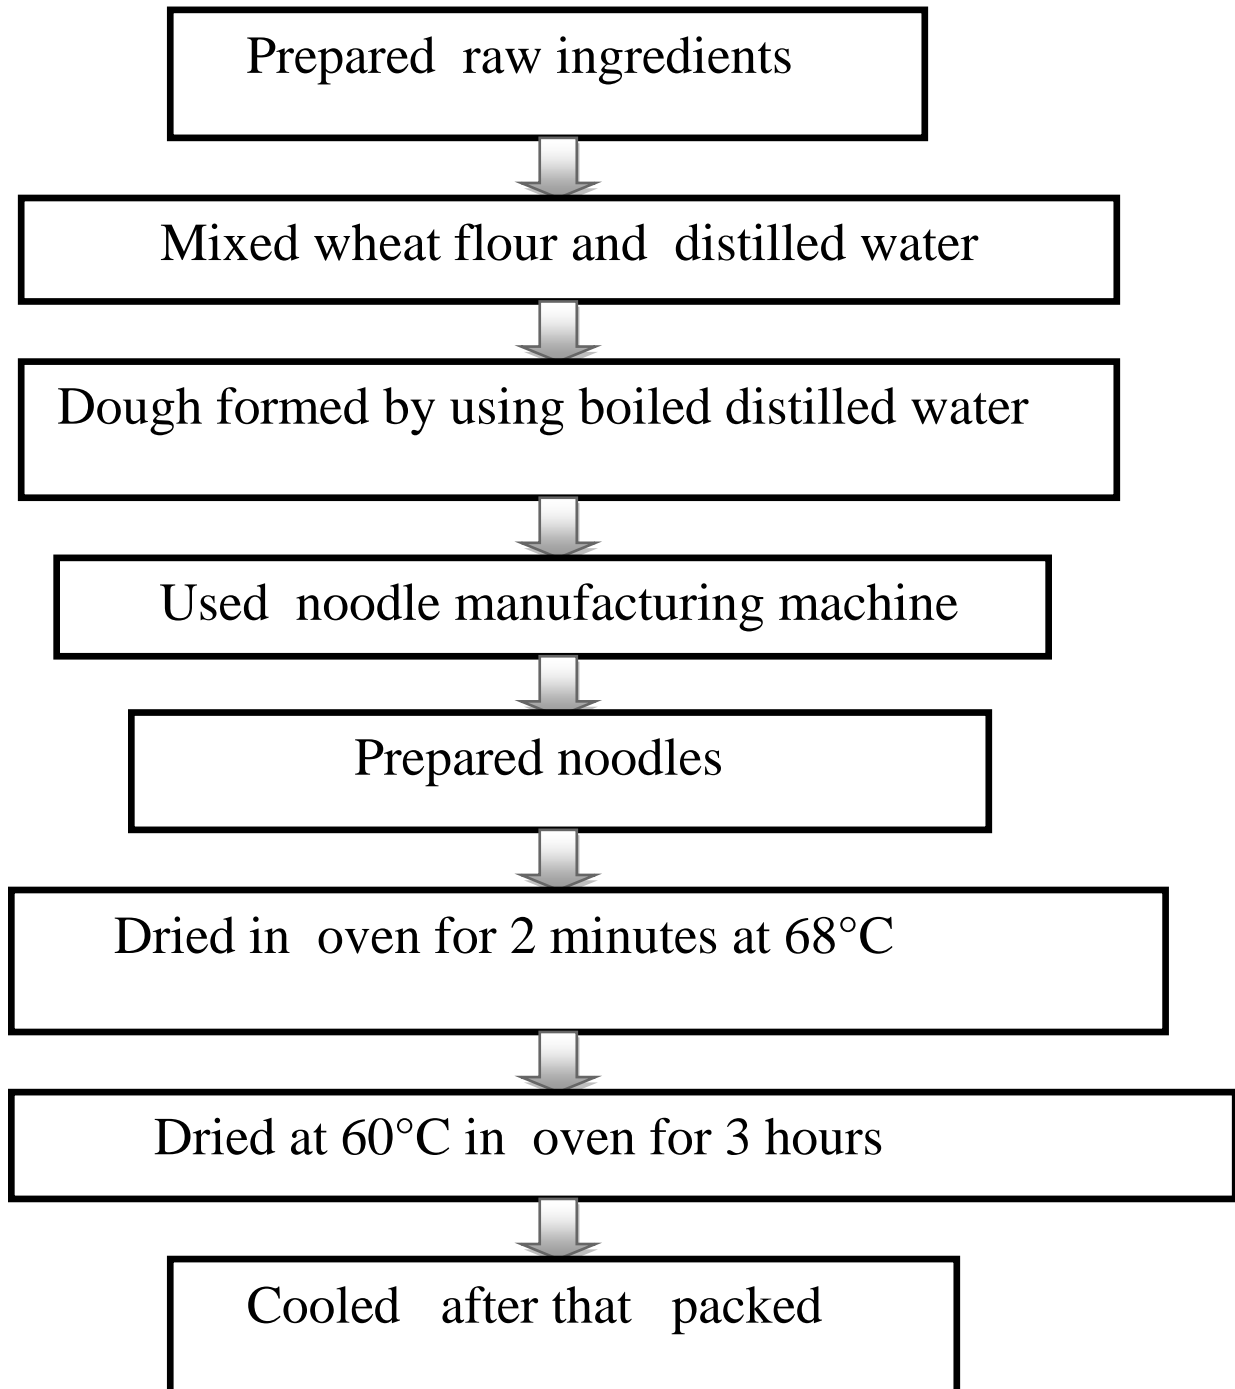 Prepared raw ingredients
Mixed wheat flour and distilled water
Dough formed by using boiled distilled water
Used noodle manufacturing machine
Prepared noodles
Dried in oven for 2 minutes at 68°C
Dried at 60°C in oven for 3 hours
Cooled after that packed